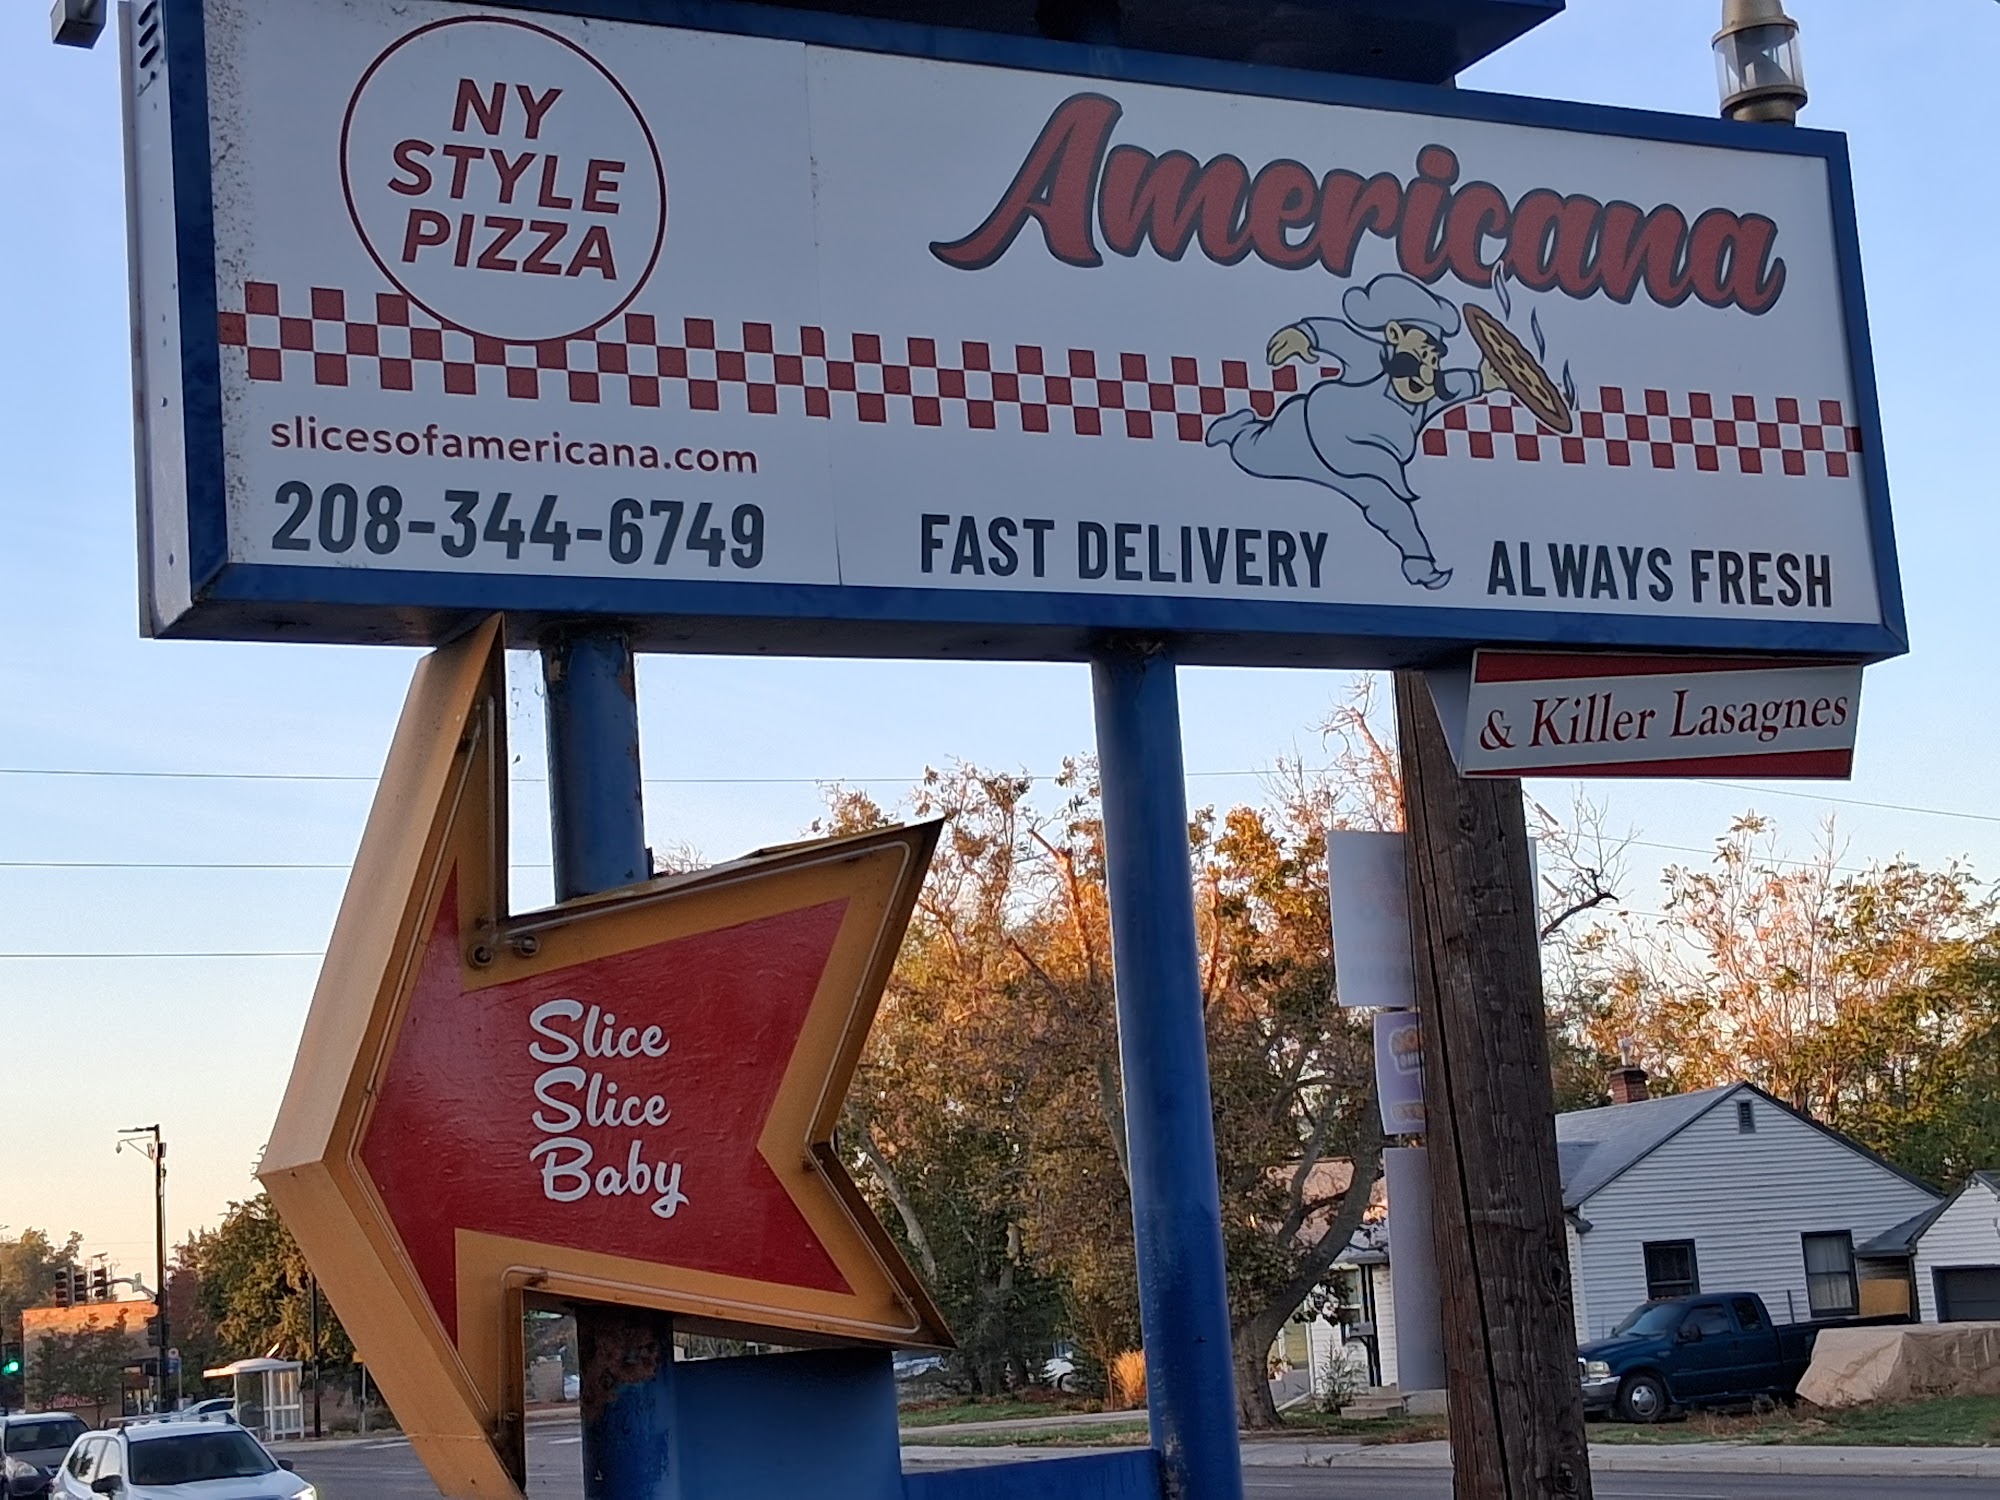 NY
STYLE
PIZZA
Americana
slicesofamericana.com
208-344-6749
FAST DELIVERY
ALWAYS FRESH
& Killer Lasagnes
Slice
Slice
Baby